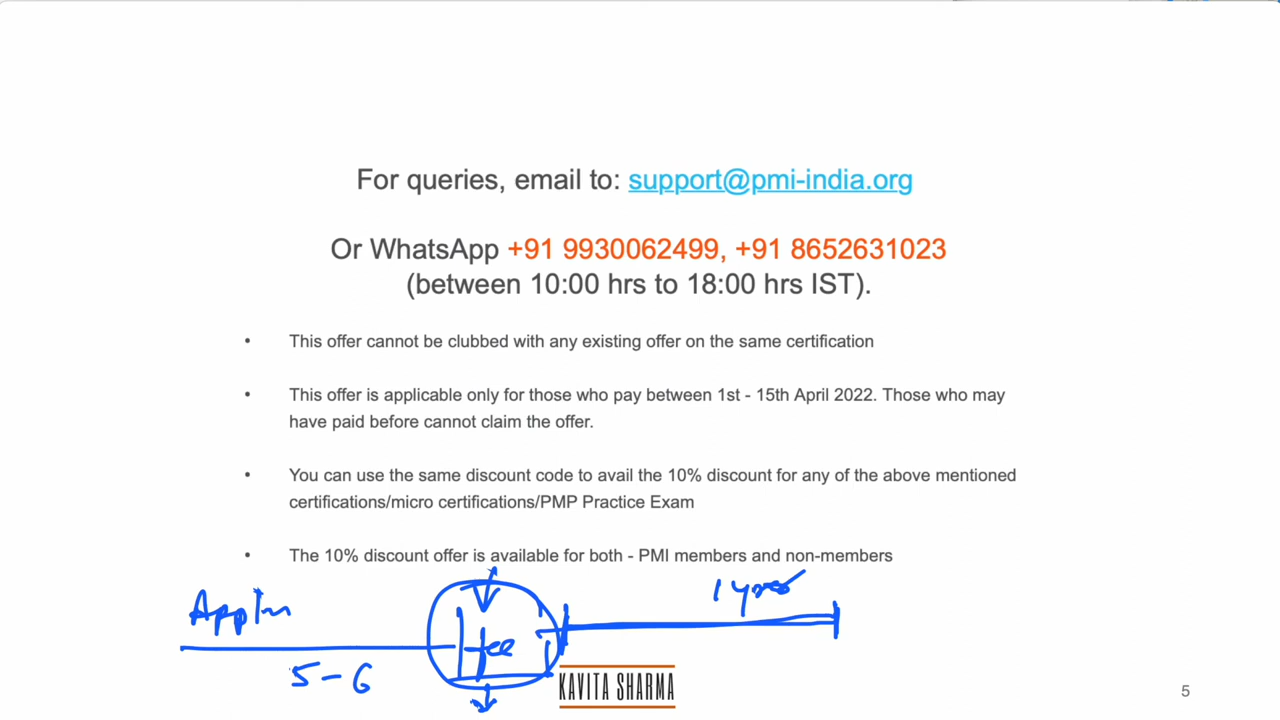 For queries, email to: support@pmi-india.org
Or WhatsApp +91 9930062499, +91 8652631023
(between 10:00 hrs to 18:00 hrs IST).
• This offer cannot be clubbed with any existing offer on the same certification
• This offer is applicable only for those who pay between 1st - 15th April 2022. Those who may
have paid before cannot claim the offer.
• You can use the same discount code to avail the 10% discount for any of the above mentioned
certifications/micro certifications/PMP Practice Exam
• The 10% discount offer is available for both - PMI members and non-members
1
fee
5-6
KAVITA SHARMA
5